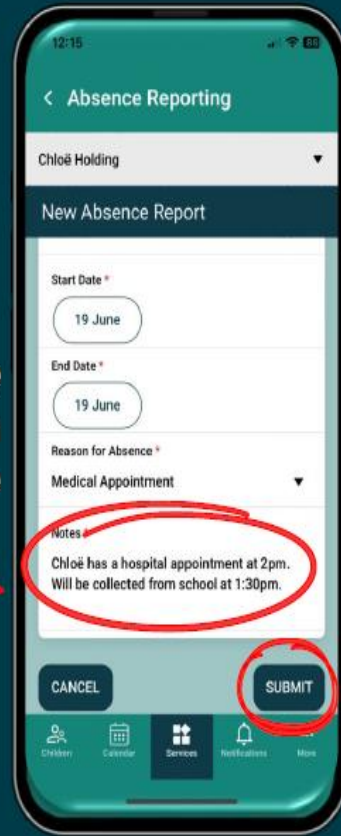 12:15
88
< Absence Reporting
Chloë Holding
New Absence Report
Start Date *
19 June
End Date *
19 June
Reason for Absence *
Medical Appointment
Notes *
Chloë has a hospital appointment at 2pm.
Will be collected from school at 1:30pm.
CANCEL
SUBMIT
Children
Calendar
Services
Notifications
More